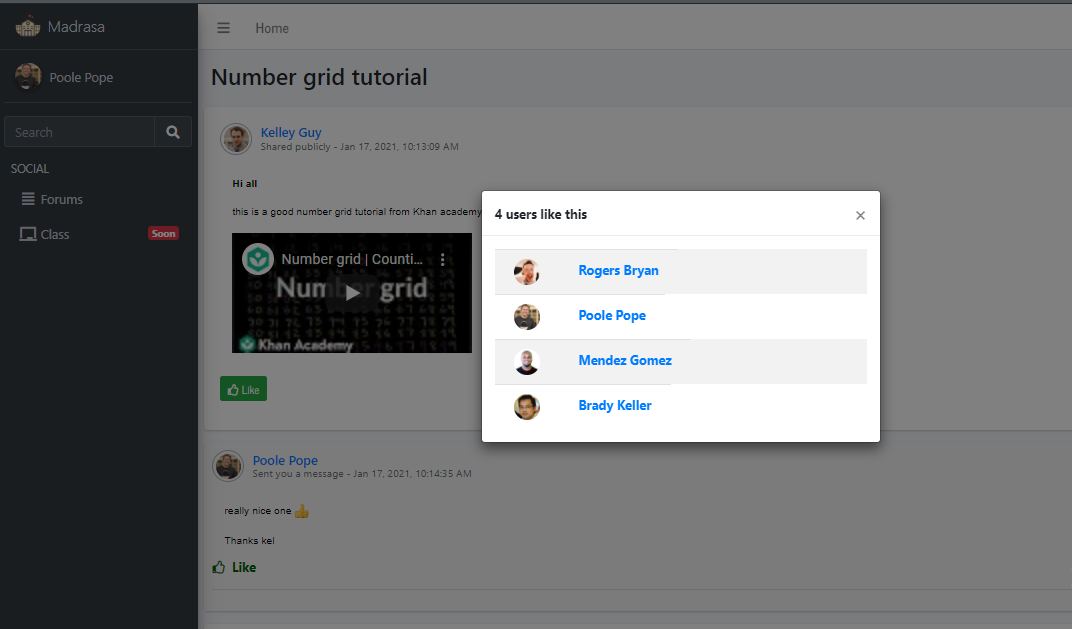 Madrasa
Home
Poole Pope
Search
SOCIAL
Forums
Class
Soon
Number grid tutorial
Kelley Guy
Shared publicly - Jan 17, 2021, 10:13:09 AM
Hi all
this is a good number grid tutorial from Khan academy
Number grid | Counti...
Number grid
Khan Academy
Like
4 users like this
×
Rogers Bryan
Poole Pope
Mendez Gomez
Brady Keller
Poole Pope
Sent you a message - Jan 17, 2021, 10:14:35 AM
really nice one 👍
Thanks kel
Like